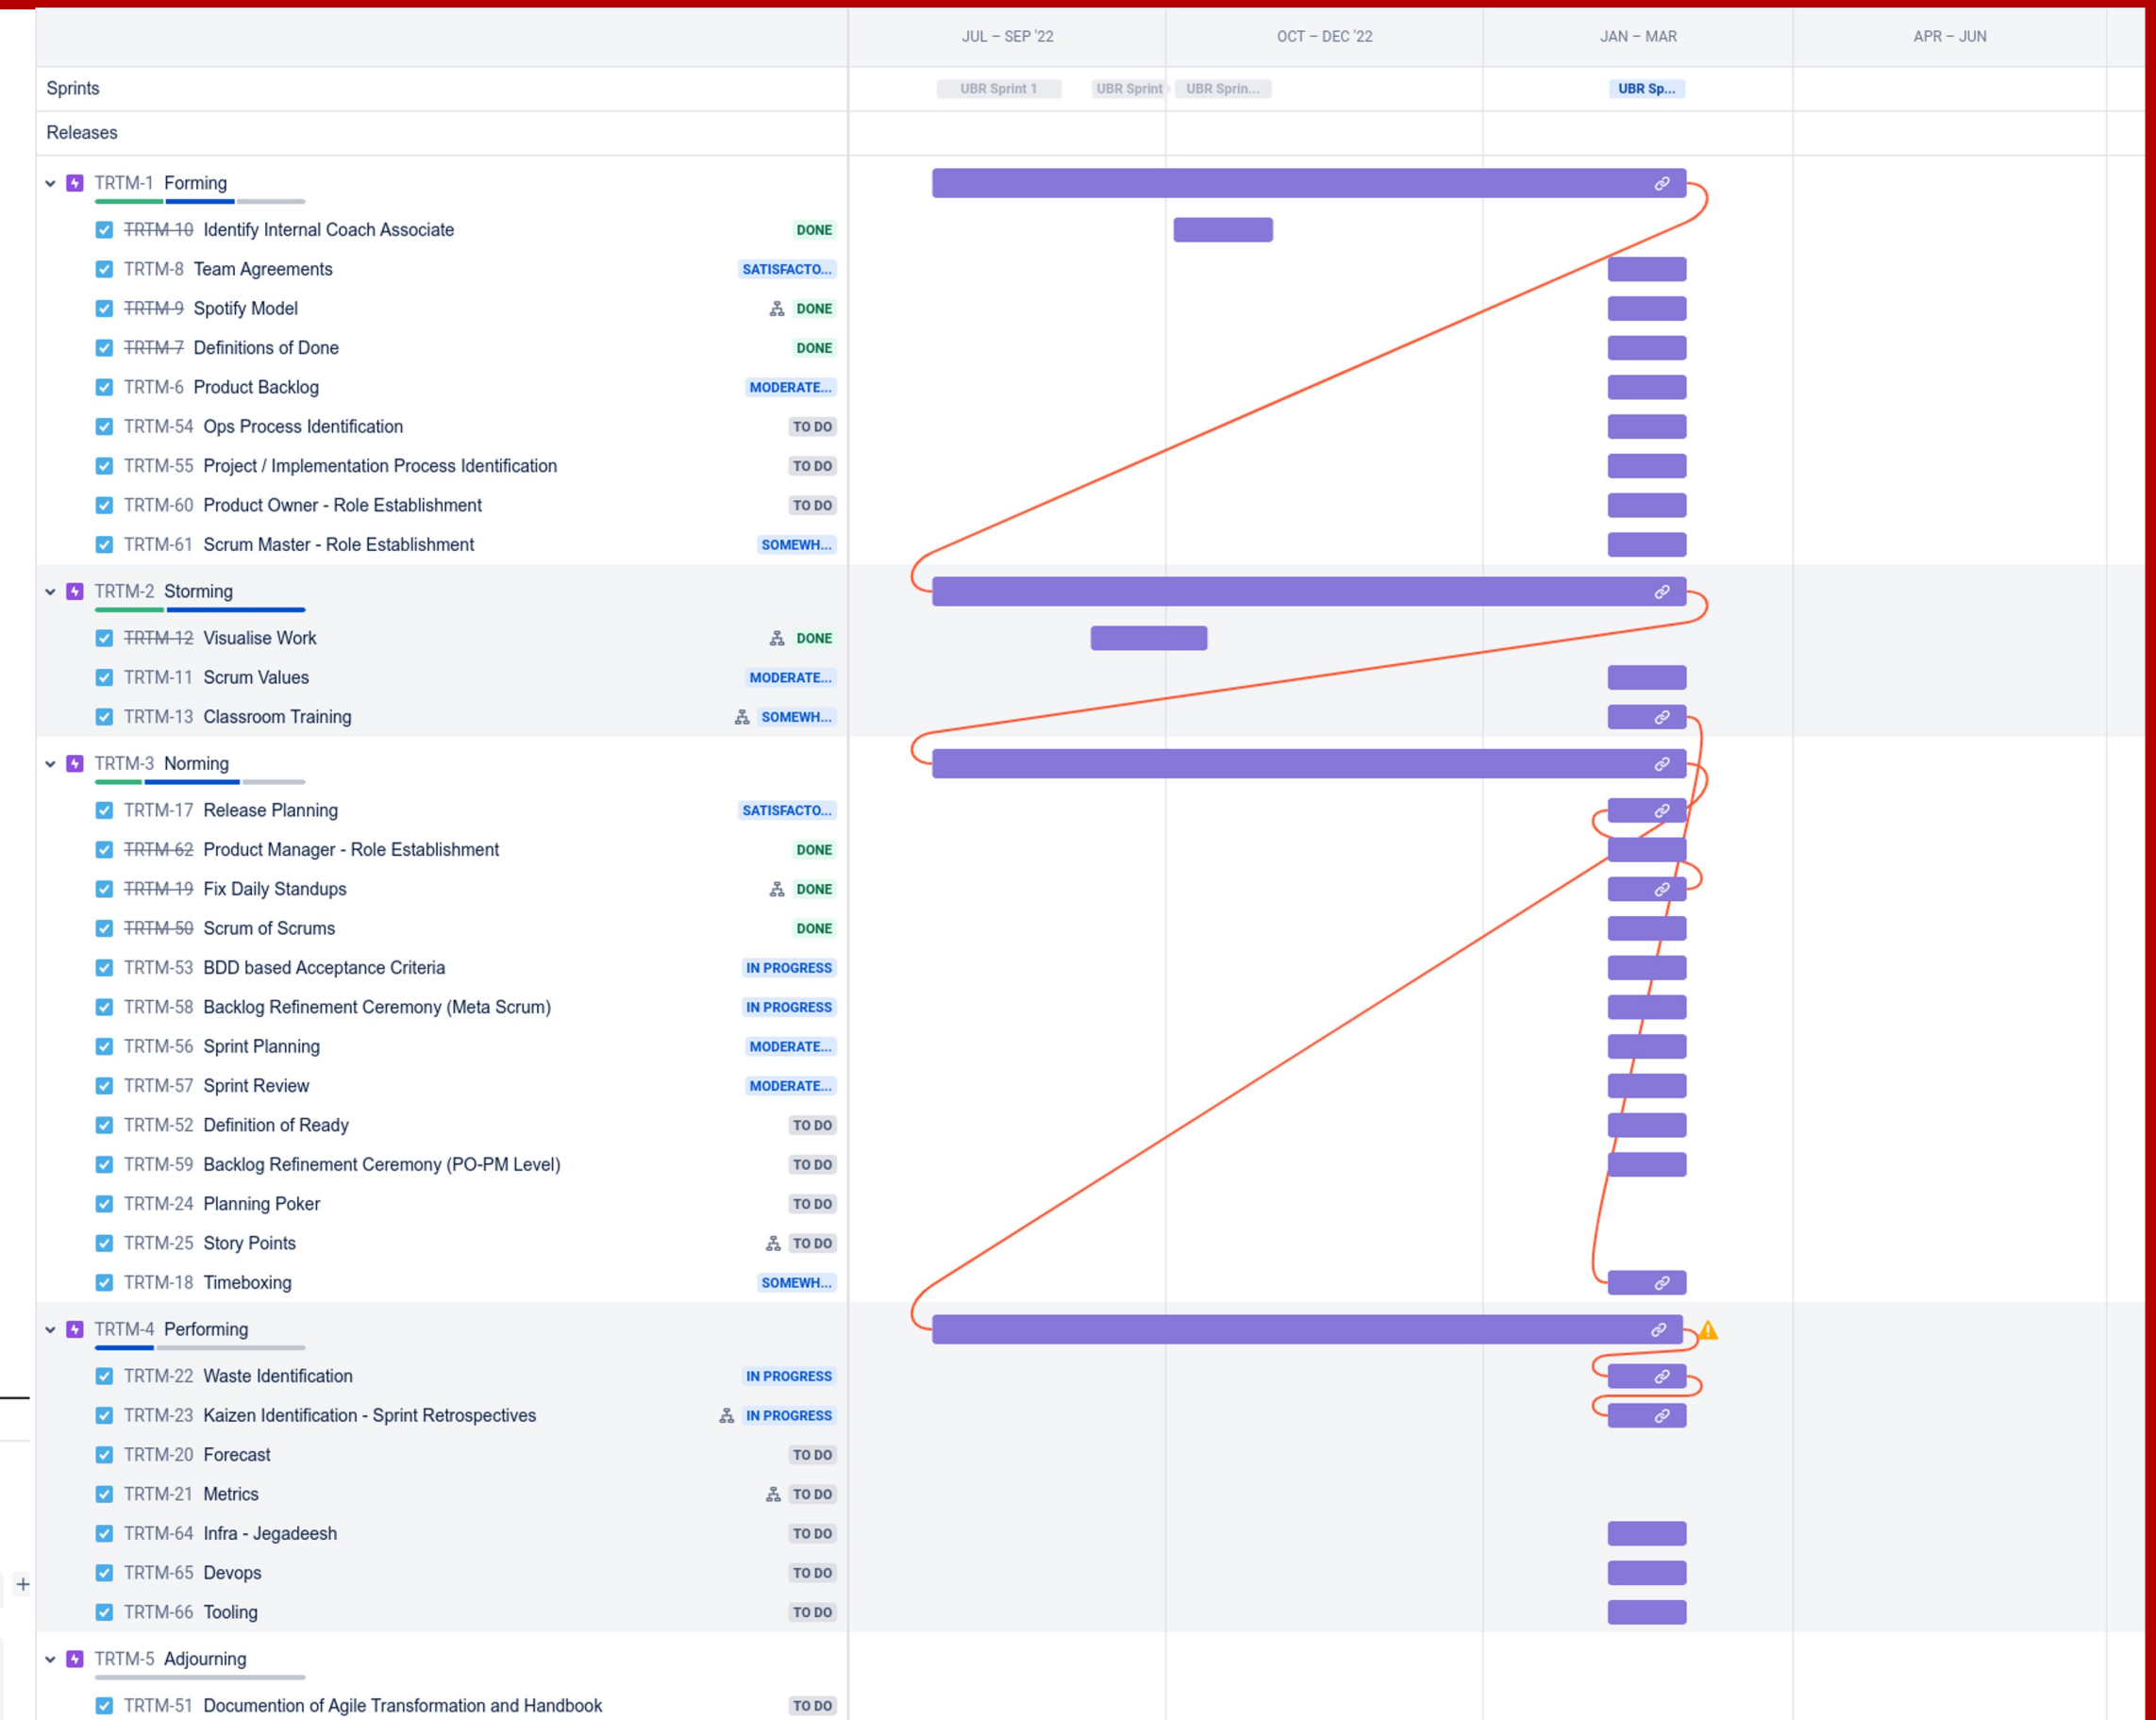 JUL – SEP '22 OCT – DEC '22 JAN – MAR APR – JUN
Sprints UBR Sprint 1 UBR Sprint UBR Sprin... UBR Sp...
Releases
TRTM-1 Forming
TRTM-10 Identify Internal Coach Associate DONE
TRTM-8 Team Agreements SATISFACTO...
TRTM-9 Spotify Model DONE
TRTM-7 Definitions of Done DONE
TRTM-6 Product Backlog MODERATE...
TRTM-54 Ops Process Identification TO DO
TRTM-55 Project / Implementation Process Identification TO DO
TRTM-60 Product Owner - Role Establishment TO DO
TRTM-61 Scrum Master - Role Establishment SOMEWH...
TRTM-2 Storming
TRTM-12 Visualise Work DONE
TRTM-11 Scrum Values MODERATE...
TRTM-13 Classroom Training SOMEWH...
TRTM-3 Norming
TRTM-17 Release Planning SATISFACTO...
TRTM-62 Product Manager - Role Establishment DONE
TRTM-19 Fix Daily Standups DONE
TRTM-50 Scrum of Scrums DONE
TRTM-53 BDD based Acceptance Criteria IN PROGRESS
TRTM-58 Backlog Refinement Ceremony (Meta Scrum) IN PROGRESS
TRTM-56 Sprint Planning MODERATE...
TRTM-57 Sprint Review MODERATE...
TRTM-52 Definition of Ready TO DO
TRTM-59 Backlog Refinement Ceremony (PO-PM Level) TO DO
TRTM-24 Planning Poker TO DO
TRTM-25 Story Points TO DO
TRTM-18 Timeboxing SOMEWH...
TRTM-4 Performing
TRTM-22 Waste Identification IN PROGRESS
TRTM-23 Kaizen Identification - Sprint Retrospectives IN PROGRESS
TRTM-20 Forecast TO DO
TRTM-21 Metrics TO DO
TRTM-64 Infra - Jegadeesh TO DO
TRTM-65 Devops TO DO
TRTM-66 Tooling TO DO
TRTM-5 Adjourning
TRTM-51 Documention of Agile Transformation and Handbook TO DO